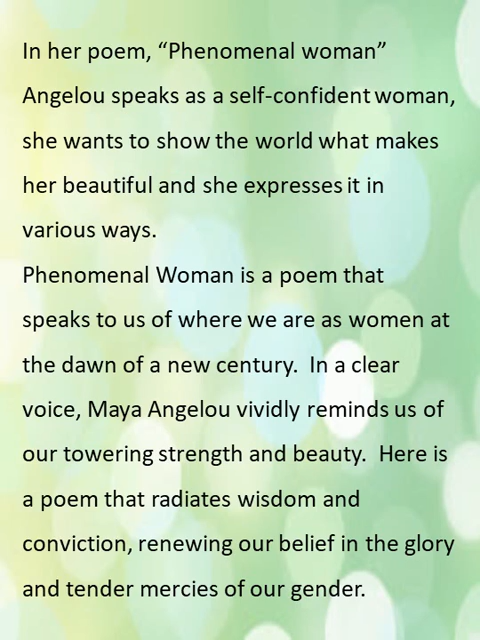 In her poem, “Phenomenal woman”
Angelou speaks as a self-confident woman,
she wants to show the world what makes
her beautiful and she expresses it in
various ways.
Phenomenal Woman is a poem that
speaks to us of where we are as women at
the dawn of a new century.  In a clear
voice, Maya Angelou vividly reminds us of
our towering strength and beauty.  Here is
a poem that radiates wisdom and
conviction, renewing our belief in the glory
and tender mercies of our gender.